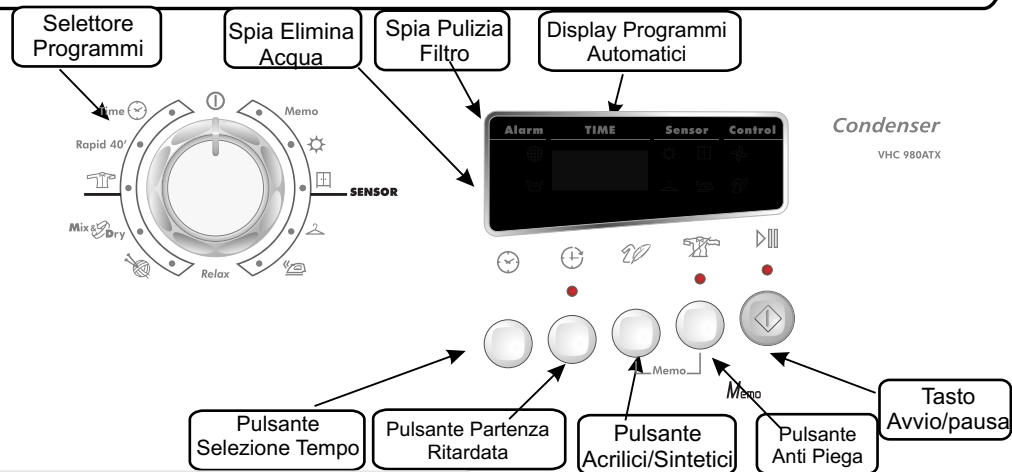 Selettore
Programmi
Spia Elimina
Acqua
Spia Pulizia
Filtro
Display Programmi
Automatici
Time
Memo
Rapid 40'
SENSOR
Mix& Dry
Relax
Alarm TIME Sensor Control
Condenser
VHC 980ATX
Memo
Memo
Pulsante
Selezione Tempo
Pulsante Partenza
Ritardata
Pulsante
Acrilici/Sintetici
Pulsante
Anti Piega
Tasto
Avvio/pausa